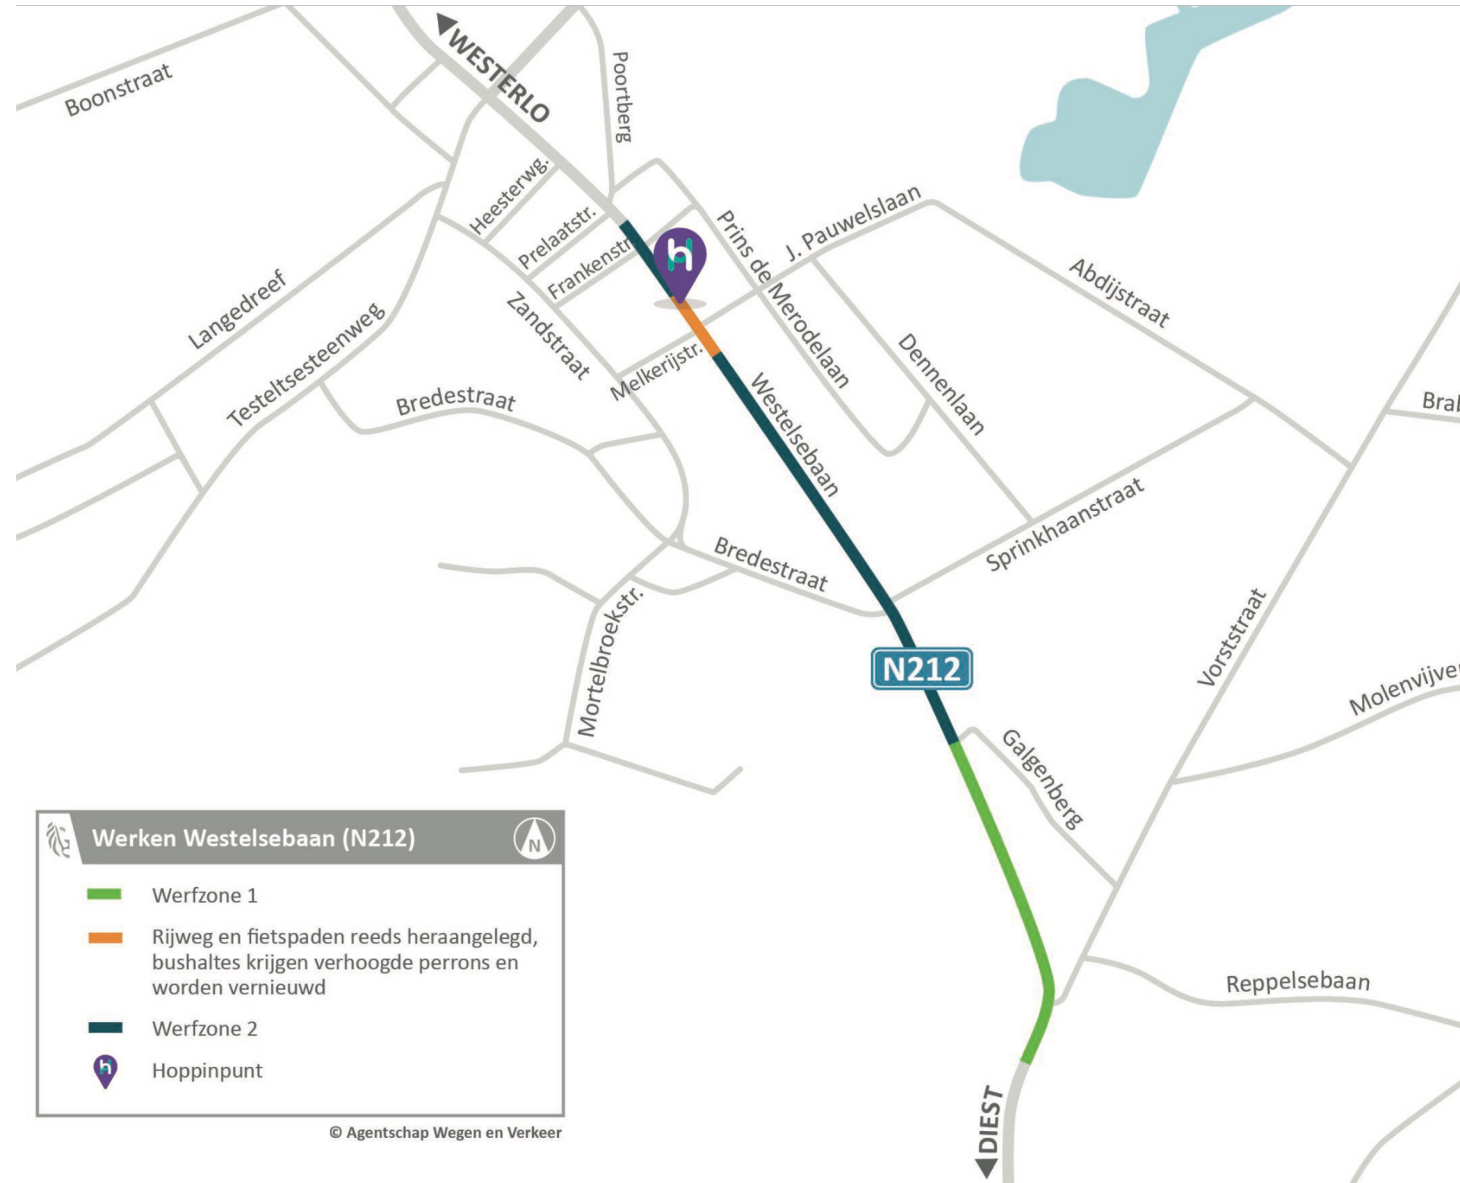 WESTERLO
Boonstraat
Poortberg
Heesterwg.
Prelaatstr.
Frankenstr.
Prins de Merodelaan
J. Pauwelslaan
Abdijstraat
Langedreef
Testeltsesteenweg
Zandstraat
Melkerijstr.
Dennenlaan
Bredestraat
Westelsebaan
Bredestraat
Sprinkhaanstraat
Mortelbroekstr.
N212
Vorststraat
Galgenberg
Reppelsebaan
DIEST
Werken Westelsebaan (N212)
N
Werfzone 1
Rijweg en fietspaden reeds heraangelegd,
bushaltes krijgen verhoogde perrons en
worden vernieuwd
Werfzone 2
Hoppinpunt
© Agentschap Wegen en Verkeer